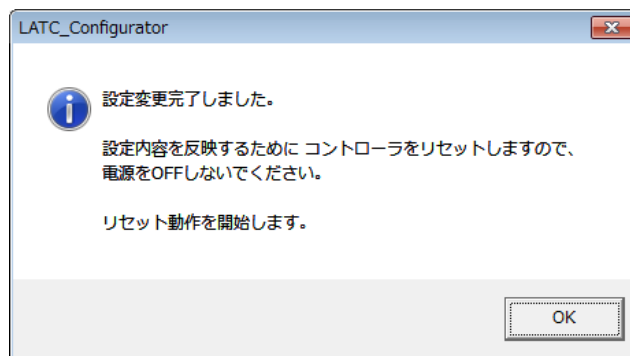 LATC_Configurator
設定変更完了しました。
設定内容を反映するために コントローラをリセットしますので、
電源をOFFしないでください。
リセット動作を開始します。
OK